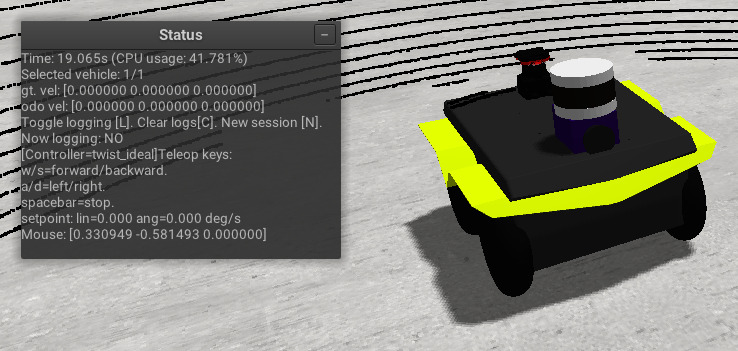 Status
Time: 19.065s (CPU usage: 41.781%)
Selected vehicle: 1/1
gt. vel: [0.000000 0.000000 0.000000]
odo vel: [0.000000 0.000000 0.000000]
Toggle logging [L]. Clear logs[C]. New session [N].
Now logging: NO
[Controller=twist_ideal]Teleop keys:
w/s=forward/backward.
a/d=left/right.
spacebar=stop.
setpoint: lin=0.000 ang=0.000 deg/s
Mouse: [0.330949 -0.581493 0.000000]